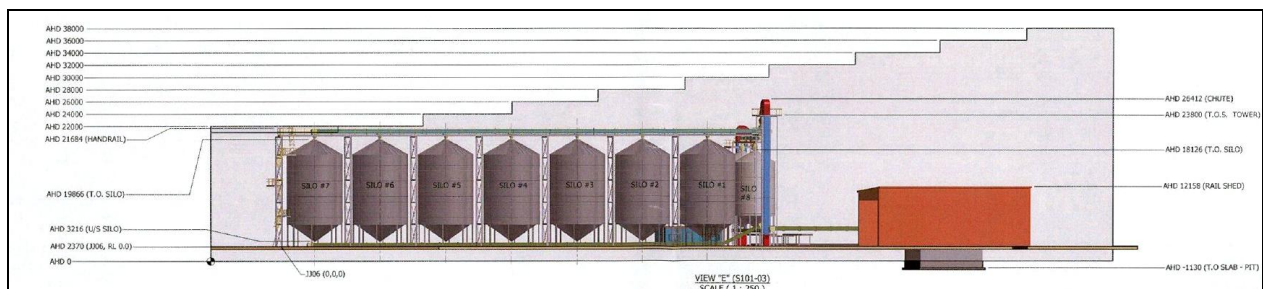 AHD 38000
AHD 36000
AHD 34000
AHD 32000
AHD 30000
AHD 28000
AHD 26000
AHD 24000
AHD 22000
AHD 21684 (HANDRAIL)
AHD 19866 (T.O. SILO)
AHD 3216 (U/S SILO)
AHD 2370 (JJ06, RL 0.0)
AHD 0
JJ06 (0,0,0)
SILO #7
SILO #6
SILO #5
SILO #4
SILO #3
SILO #2
SILO #1
SILO
#8
AHD 26412 (CHUTE)
AHD 23800 (T.O.S. TOWER)
AHD 18126 (T.O. SILO)
AHD 12158 (RAIL SHED)
AHD -1130 (T.O SLAB - PIT)
VIEW "E" (S101-03)
SCALE ( 1 : 250 )